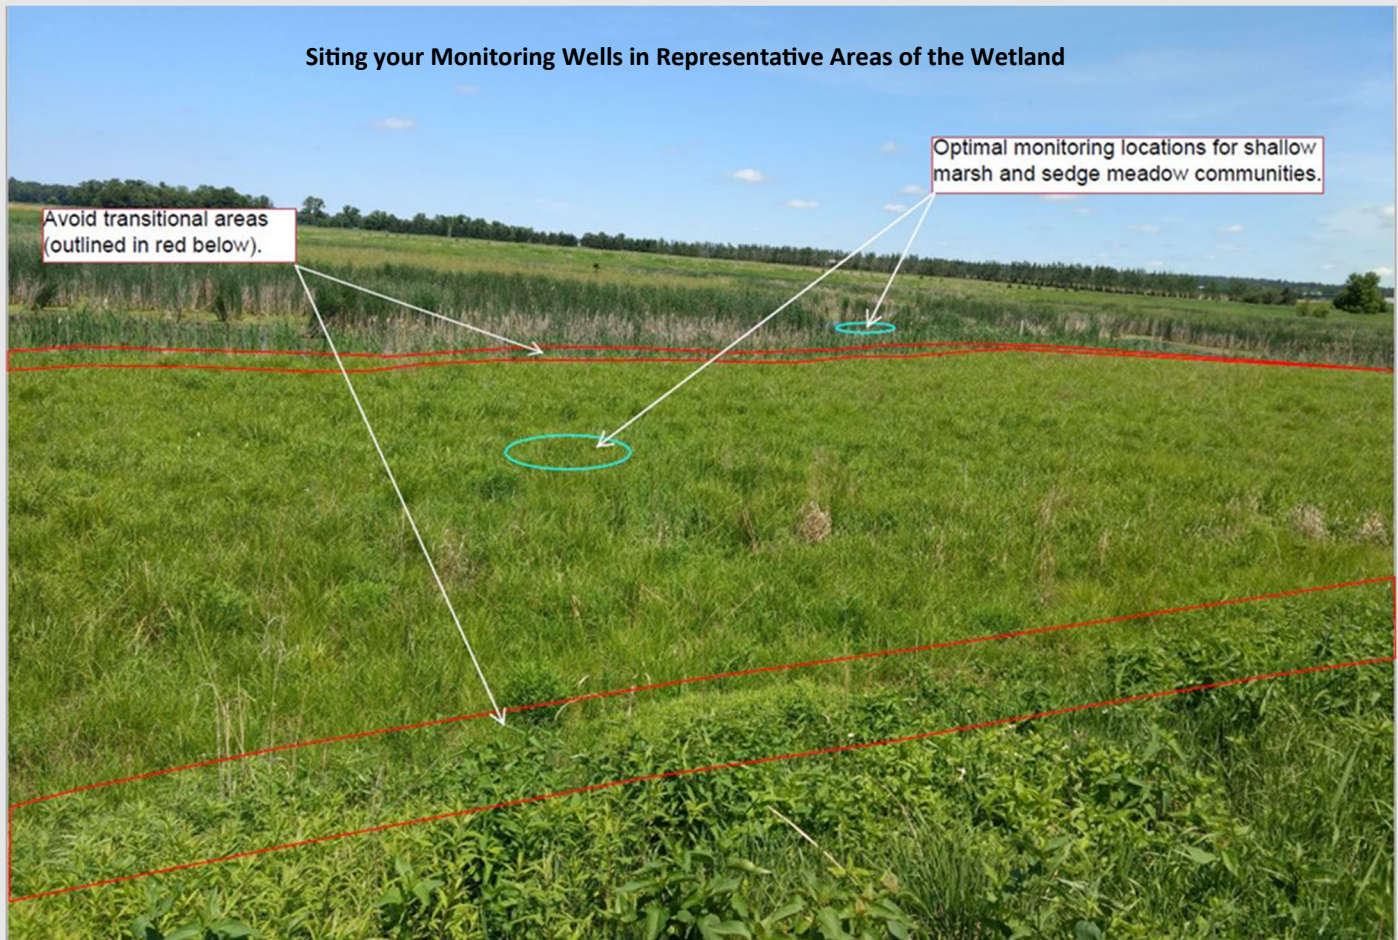 Siting your Monitoring Wells in Representative Areas of the Wetland
Optimal monitoring locations for shallow
marsh and sedge meadow communities.
Avoid transitional areas
(outlined in red below).